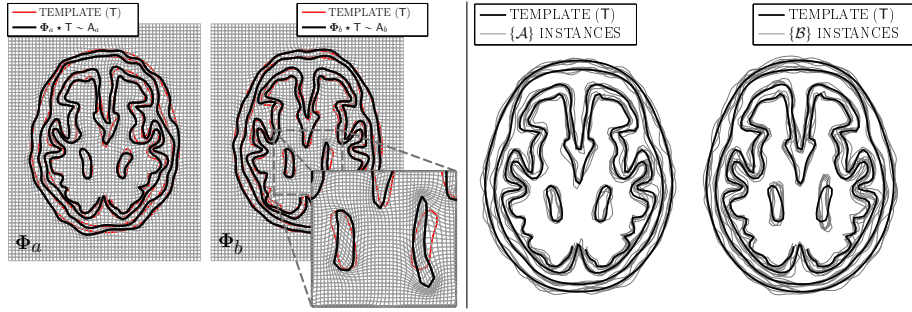 TEMPLATE (T)
Φa ⋆ T ∼ Aa
TEMPLATE (T)
Φb ⋆ T ∼ Ab
TEMPLATE (T)
{𝒜} INSTANCES
TEMPLATE (T)
{ℬ} INSTANCES
Φa
Φb